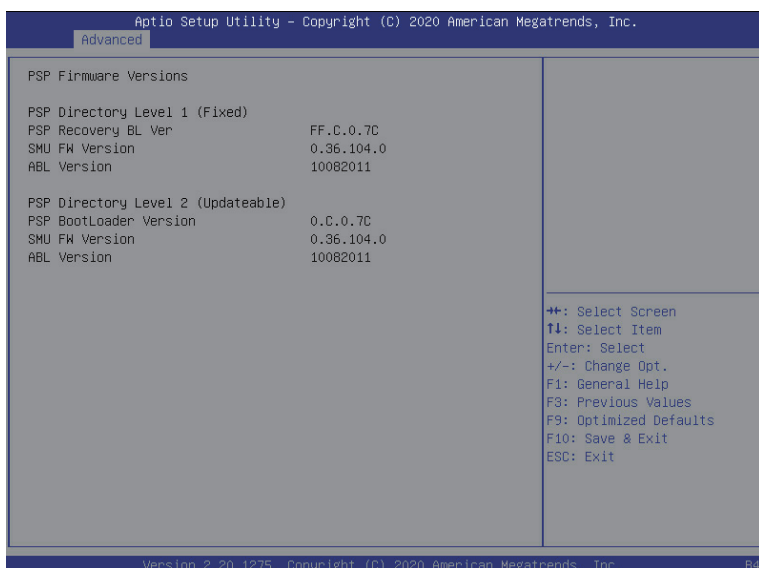 Aptio Setup Utility – Copyright (C) 2020 American Megatrends, Inc.
Advanced
PSP Firmware Versions
PSP Directory Level 1 (Fixed)
PSP Recovery BL Ver FF.C.0.7C
SMU FW Version 0.36.104.0
ABL Version 10082011
PSP Directory Level 2 (Updateable)
PSP BootLoader Version 0.C.0.7C
SMU FW Version 0.36.104.0
ABL Version 10082011
→←: Select Screen
↑↓: Select Item
Enter: Select
+/-: Change Opt.
F1: General Help
F3: Previous Values
F9: Optimized Defaults
F10: Save & Exit
ESC: Exit
Version 2.20.1275. Copyright (C) 2020 American Megatrends, Inc.
B4